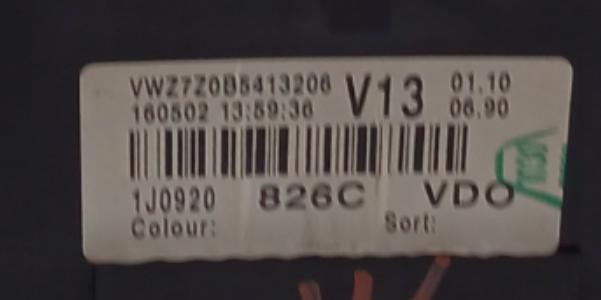 VWZ7Z0B5413206 V13 01.10
160502 13:59:36 06.90
1J0920 826C VDO
Colour: Sort: